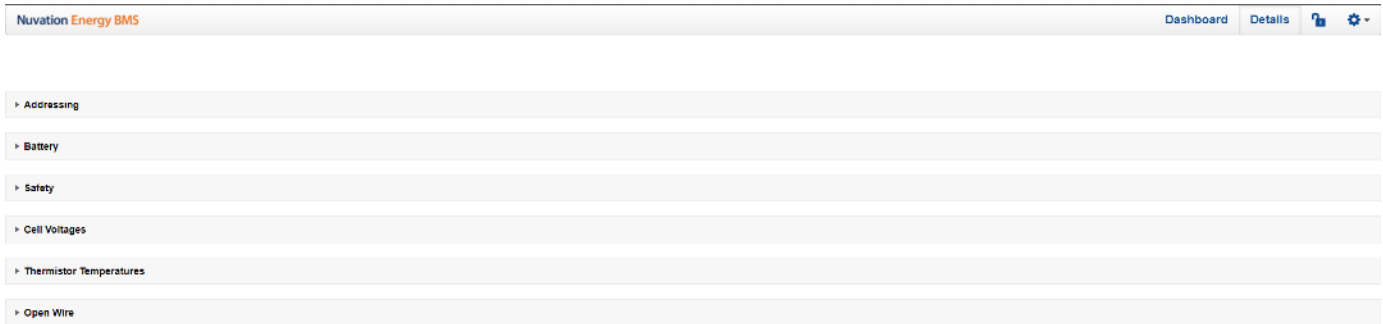 Nuvation Energy BMS
Dashboard
Details
Addressing
Battery
Safety
Cell Voltages
Thermistor Temperatures
Open Wire